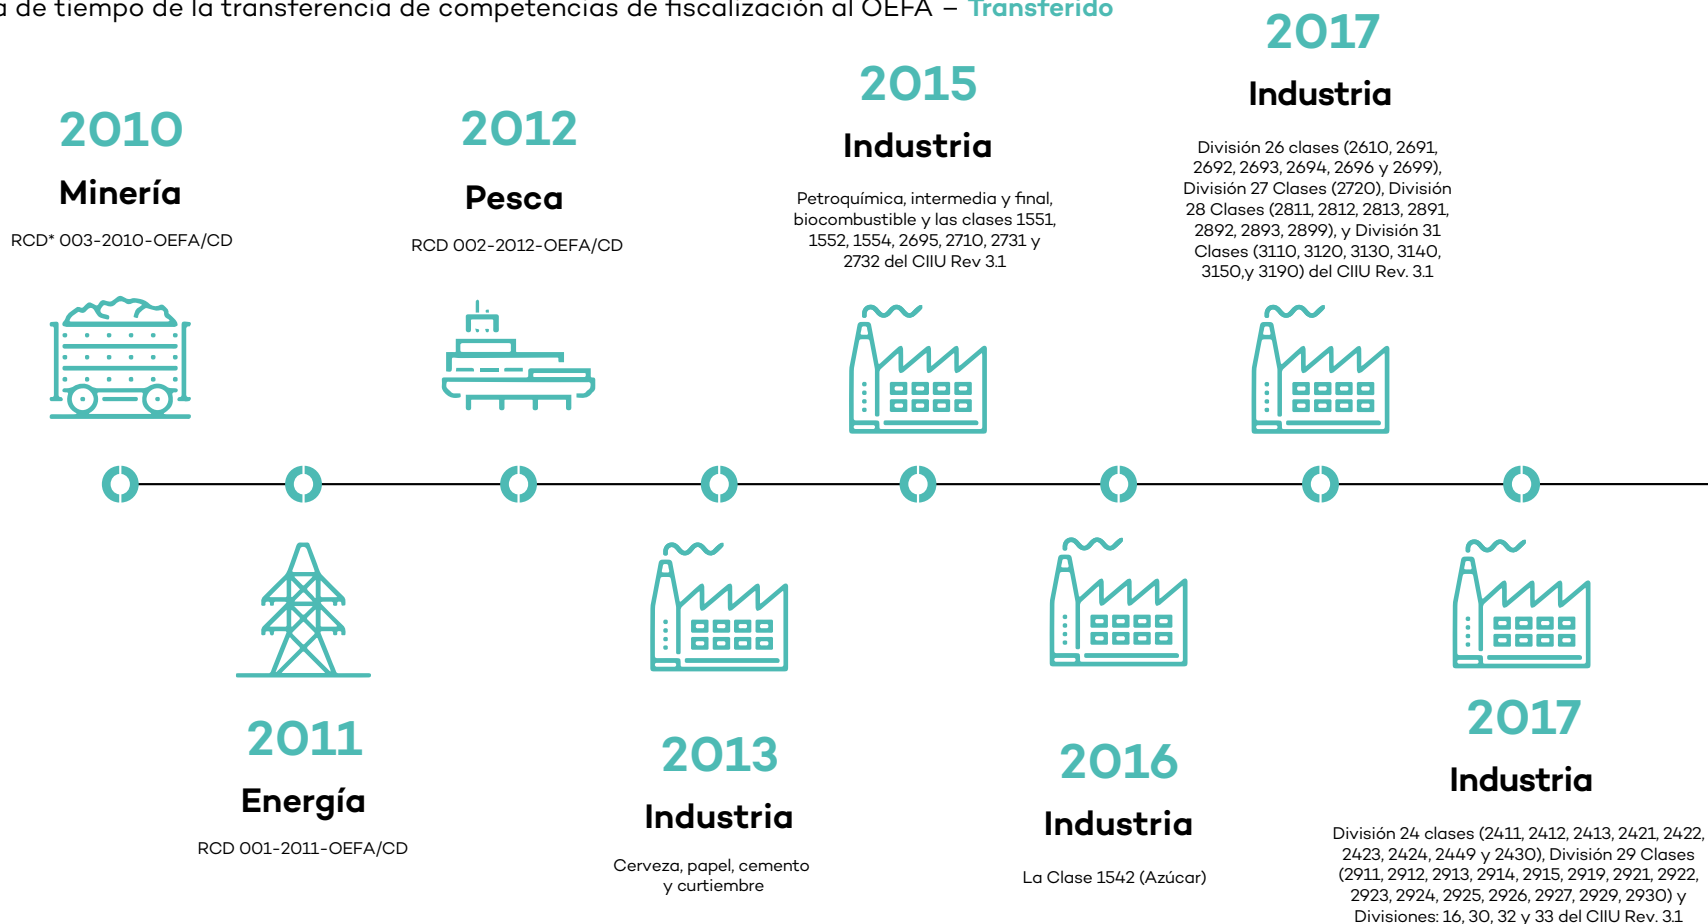 de tiempo de la transferencia de competencias de fiscalización al OEFA – Transferido
2010
Minería
RCD* 003-2010-OEFA/CD
2011
Energía
RCD 001-2011-OEFA/CD
2012
Pesca
RCD 002-2012-OEFA/CD
2013
Industria
Cerveza, papel, cemento
y curtiembre
2015
Industria
Petroquímica, intermedia y final,
biocombustible y las clases 1551,
1552, 1554, 2695, 2710, 2731 y
2732 del CIIU Rev 3.1
2016
Industria
La Clase 1542 (Azúcar)
2017
Industria
División 26 clases (2610, 2691,
2692, 2693, 2694, 2696 y 2699),
División 27 Clases (2720), División
28 Clases (2811, 2812, 2813, 2891,
2892, 2893, 2899), y División 31
Clases (3110, 3120, 3130, 3140,
3150,y 3190) del CIIU Rev. 3.1
2017
Industria
División 24 clases (2411, 2412, 2413, 2421, 2422,
2423, 2424, 2449 y 2430), División 29 Clases
(2911, 2912, 2913, 2914, 2915, 2919, 2921, 2922,
2923, 2924, 2925, 2926, 2927, 2929, 2930) y
Divisiones: 16, 30, 32 y 33 del CIIU Rev. 3.1